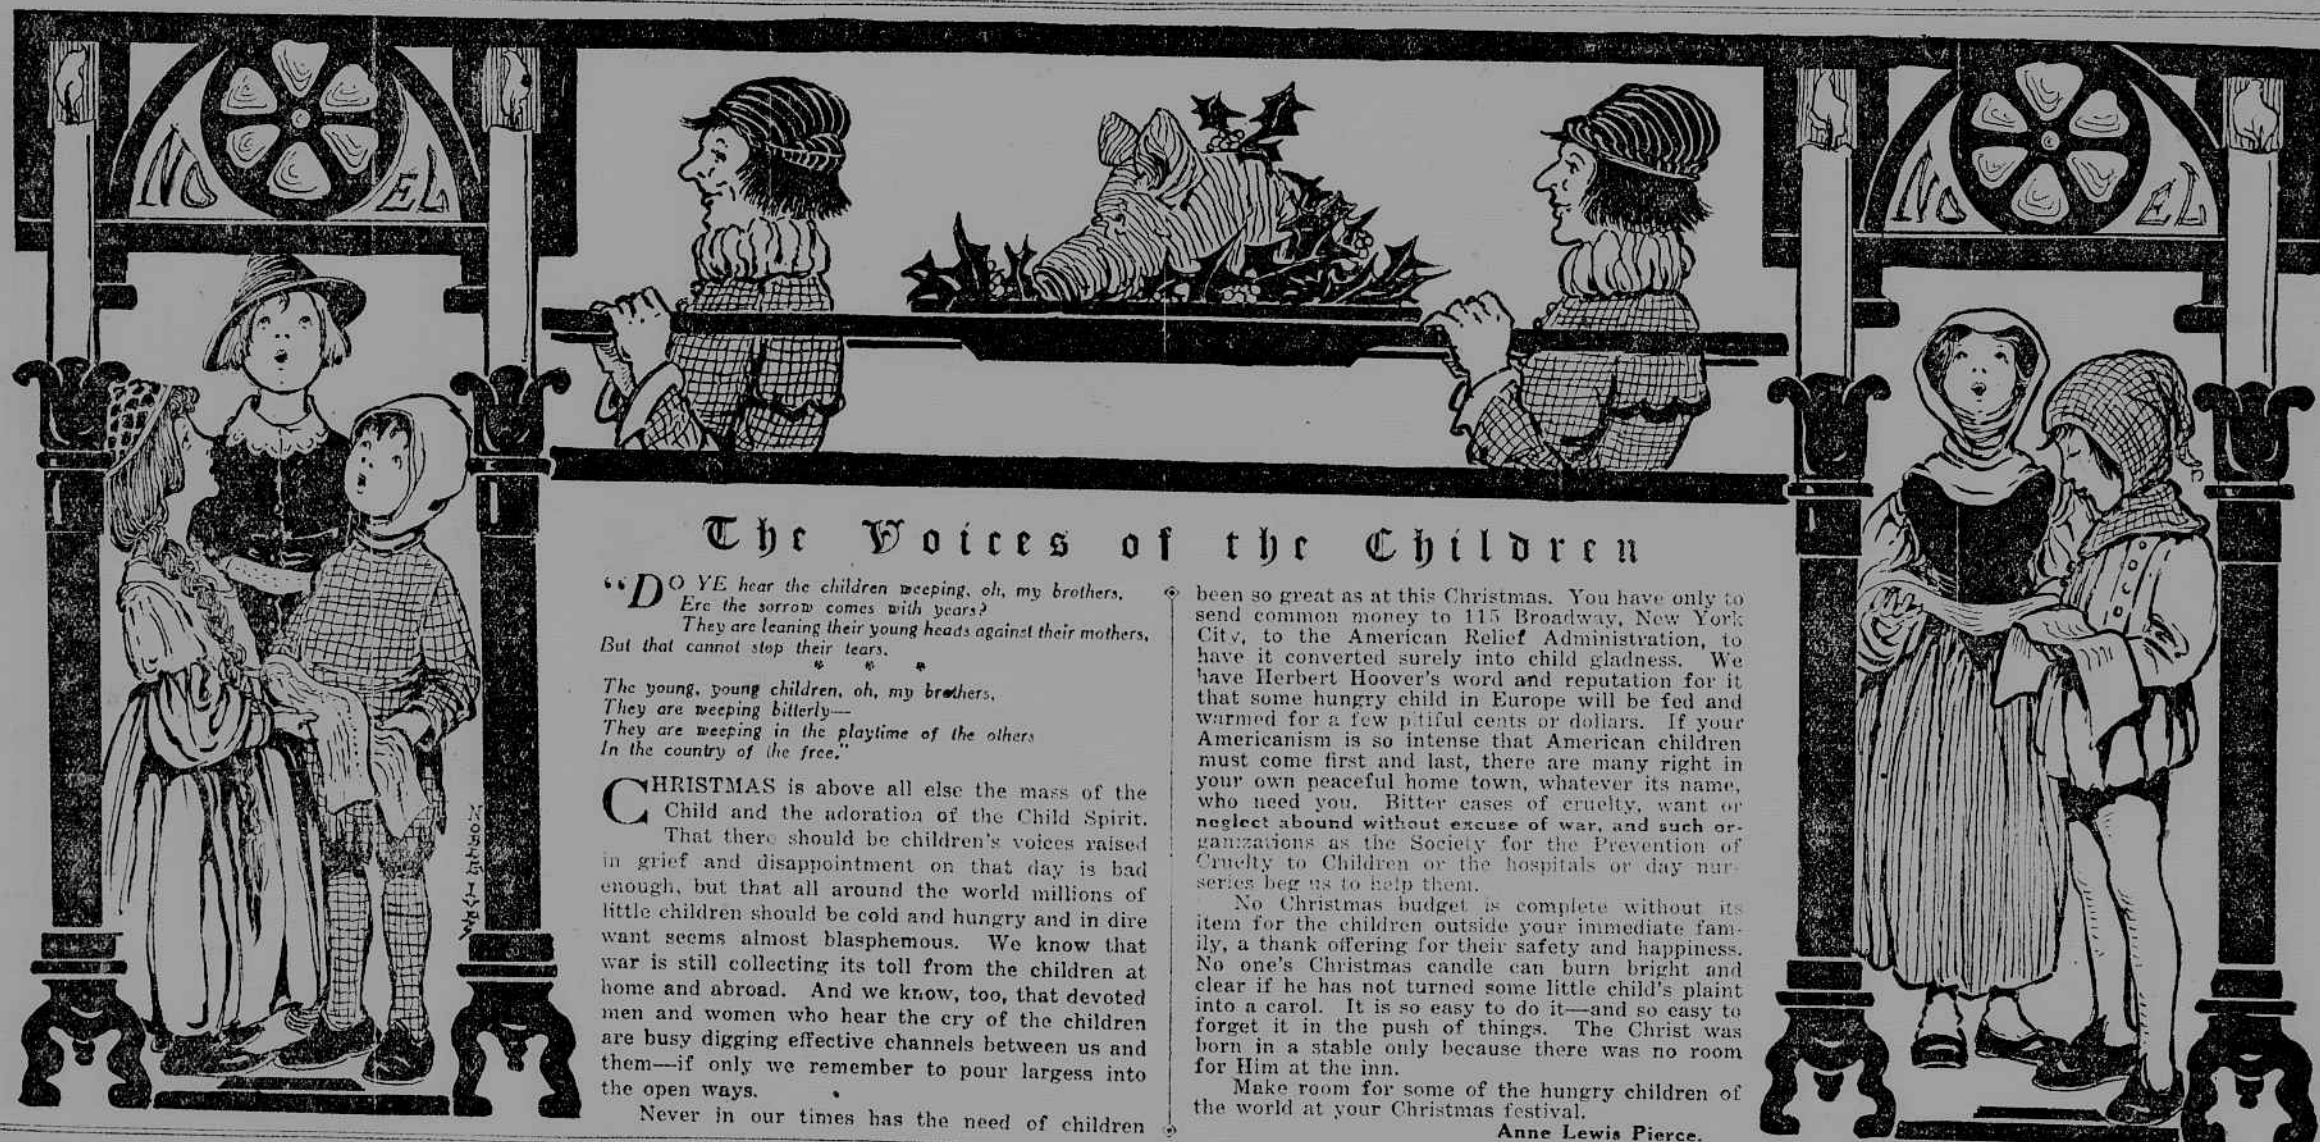 NOEL
NOEL
The Voices of the Children
"DO YE hear the children weeping, oh, my brothers,
Ere the sorrow comes with years?
They are leaning their young heads against their mothers,
But that cannot stop their tears.
* * *
The young, young children, oh, my brothers,
They are weeping bitterly—
They are weeping in the playtime of the others
In the country of the free."
CHRISTMAS is above all else the mass of the
Child and the adoration of the Child Spirit.
That there should be children's voices raised
in grief and disappointment on that day is bad
enough, but that all around the world millions of
little children should be cold and hungry and in dire
want seems almost blasphemous. We know that
war is still collecting its toll from the children at
home and abroad. And we know, too, that devoted
men and women who hear the cry of the children
are busy digging effective channels between us and
them—if only we remember to pour largess into
the open ways.
Never in our times has the need of children
been so great as at this Christmas. You have only to
send common money to 115 Broadway, New York
City, to the American Relief Administration, to
have it converted surely into child gladness. We
have Herbert Hoover's word and reputation for it
that some hungry child in Europe will be fed and
warmed for a few pitiful cents or dollars. If your
Americanism is so intense that American children
must come first and last, there are many right in
your own peaceful home town, whatever its name,
who need you. Bitter cases of cruelty, want or
neglect abound without excuse of war, and such or-
ganizations as the Society for the Prevention of
Cruelty to Children or the hospitals or day nur-
series beg us to help them.
No Christmas budget is complete without its
item for the children outside your immediate fam-
ily, a thank offering for their safety and happiness.
No one's Christmas candle can burn bright and
clear if he has not turned some little child's plaint
into a carol. It is so easy to do it—and so easy to
forget it in the push of things. The Christ was
born in a stable only because there was no room
for Him at the inn.
Make room for some of the hungry children of
the world at your Christmas festival.
Anne Lewis Pierce.